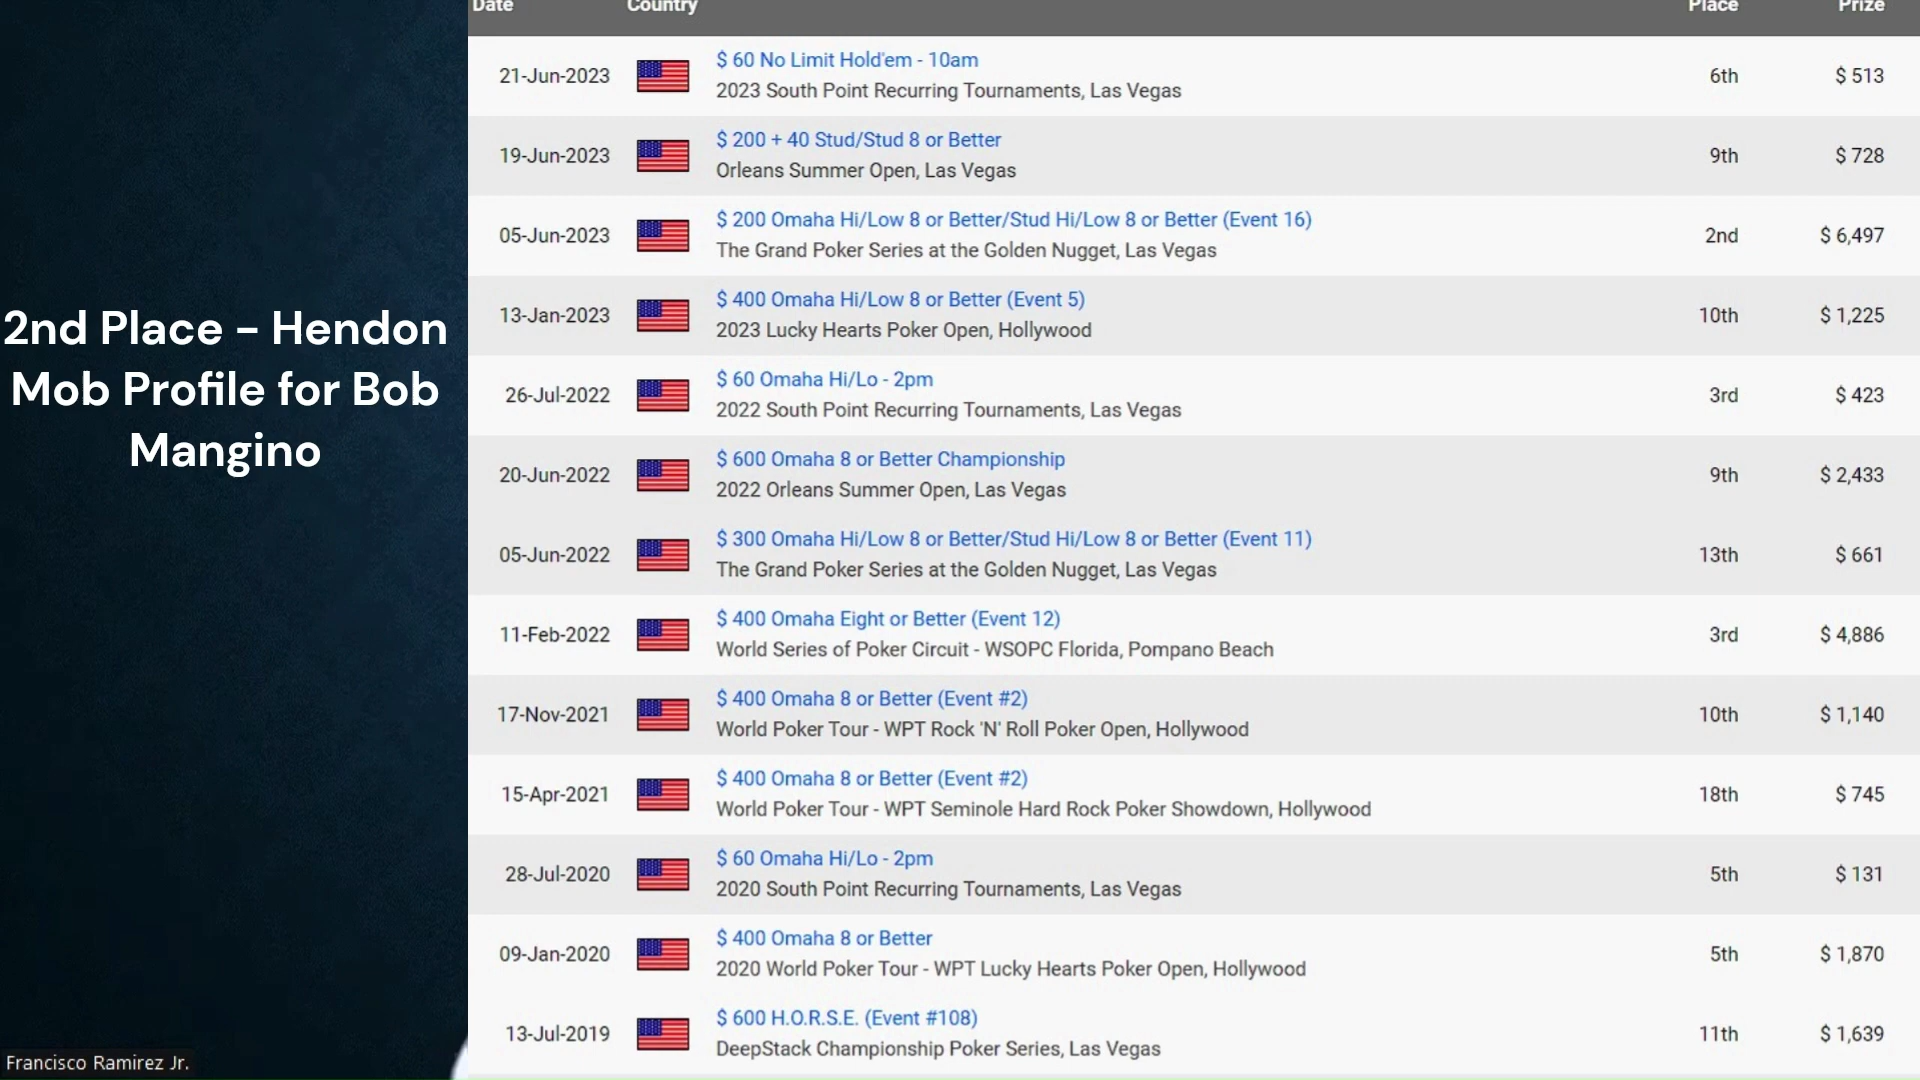 Date Country Place Prize
21-Jun-2023 $ 60 No Limit Hold'em - 10am 6th $ 513
2023 South Point Recurring Tournaments, Las Vegas
19-Jun-2023 $ 200 + 40 Stud/Stud 8 or Better 9th $ 728
Orleans Summer Open, Las Vegas
05-Jun-2023 $ 200 Omaha Hi/Low 8 or Better/Stud Hi/Low 8 or Better (Event 16) 2nd $ 6,497
The Grand Poker Series at the Golden Nugget, Las Vegas
13-Jan-2023 $ 400 Omaha Hi/Low 8 or Better (Event 5) 10th $ 1,225
2023 Lucky Hearts Poker Open, Hollywood
26-Jul-2022 $ 60 Omaha Hi/Lo - 2pm 3rd $ 423
2022 South Point Recurring Tournaments, Las Vegas
20-Jun-2022 $ 600 Omaha 8 or Better Championship 9th $ 2,433
2022 Orleans Summer Open, Las Vegas
05-Jun-2022 $ 300 Omaha Hi/Low 8 or Better/Stud Hi/Low 8 or Better (Event 11) 13th $ 661
The Grand Poker Series at the Golden Nugget, Las Vegas
11-Feb-2022 $ 400 Omaha Eight or Better (Event 12) 3rd $ 4,886
World Series of Poker Circuit - WSOPC Florida, Pompano Beach
17-Nov-2021 $ 400 Omaha 8 or Better (Event #2) 10th $ 1,140
World Poker Tour - WPT Rock 'N' Roll Poker Open, Hollywood
15-Apr-2021 $ 400 Omaha 8 or Better (Event #2) 18th $ 745
World Poker Tour - WPT Seminole Hard Rock Poker Showdown, Hollywood
28-Jul-2020 $ 60 Omaha Hi/Lo - 2pm 5th $ 131
2020 South Point Recurring Tournaments, Las Vegas
09-Jan-2020 $ 400 Omaha 8 or Better 5th $ 1,870
2020 World Poker Tour - WPT Lucky Hearts Poker Open, Hollywood
13-Jul-2019 $ 600 H.O.R.S.E. (Event #108) 11th $ 1,639
DeepStack Championship Poker Series, Las Vegas
2nd Place - Hendon
Mob Profile for Bob
Mangino
Francisco Ramirez Jr.